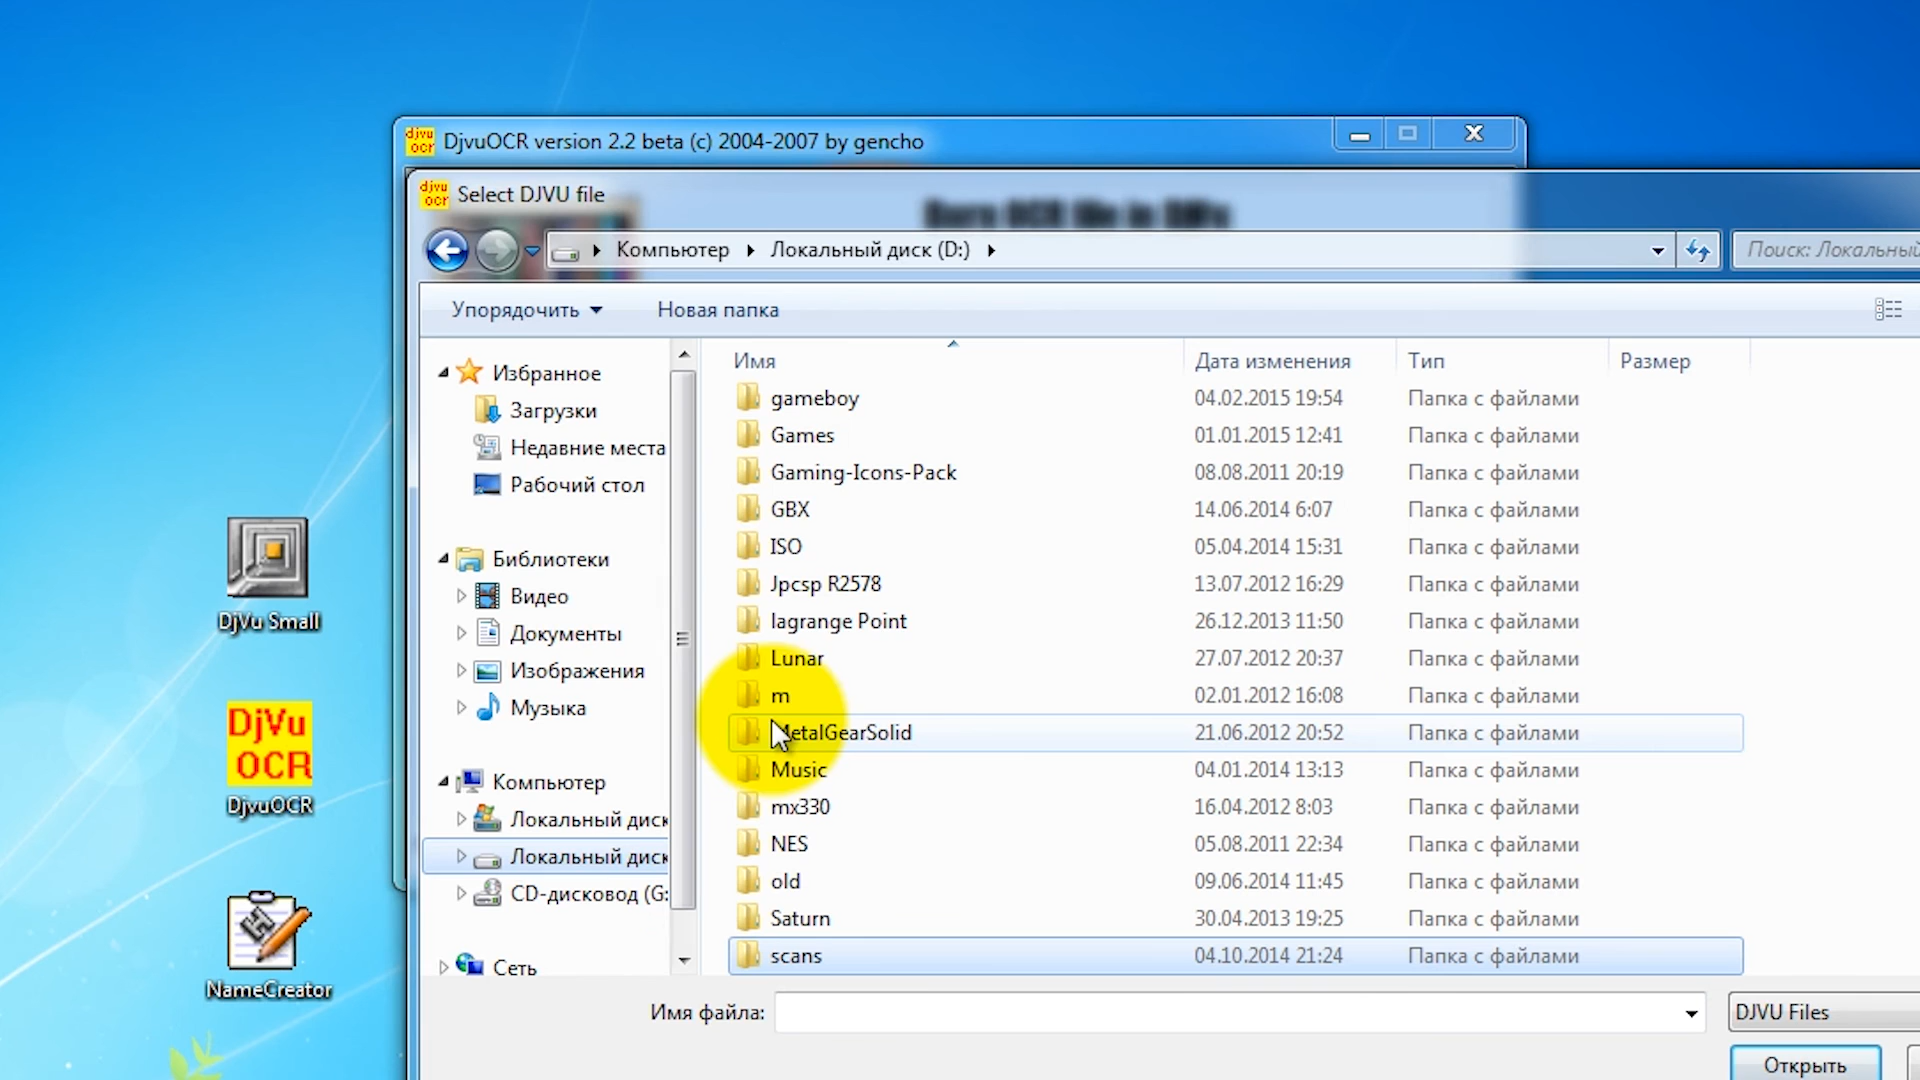 DjvuOCR version 2.2 beta (c) 2004-2007 by gencho
Select DJVU file
Burn OCR file in DjVu
Компьютер Локальный диск (D:)
Поиск: Локальный
Упорядочить Новая папка
Имя Дата изменения Тип Размер
Избранное
Загрузки
Недавние места
Рабочий стол
Библиотеки
Видео
Документы
Изображения
Музыка
Компьютер
Локальный диск
Локальный диск
CD-дисковод (G:
Сеть
gameboy 04.02.2015 19:54 Папка с файлами
Games 01.01.2015 12:41 Папка с файлами
Gaming-Icons-Pack 08.08.2011 20:19 Папка с файлами
GBX 14.06.2014 6:07 Папка с файлами
ISO 05.04.2014 15:31 Папка с файлами
Jpcsp R2578 13.07.2012 16:29 Папка с файлами
lagrange Point 26.12.2013 11:50 Папка с файлами
Lunar 27.07.2012 20:37 Папка с файлами
m 02.01.2012 16:08 Папка с файлами
MetalGearSolid 21.06.2012 20:52 Папка с файлами
Music 04.01.2014 13:13 Папка с файлами
mx330 16.04.2012 8:03 Папка с файлами
NES 05.08.2011 22:34 Папка с файлами
old 09.06.2014 11:45 Папка с файлами
Saturn 30.04.2013 19:25 Папка с файлами
scans 04.10.2014 21:24 Папка с файлами
Имя файла:
DJVU Files
Открыть
DjVu Small
DjVu
OCR
DjvuOCR
NameCreator